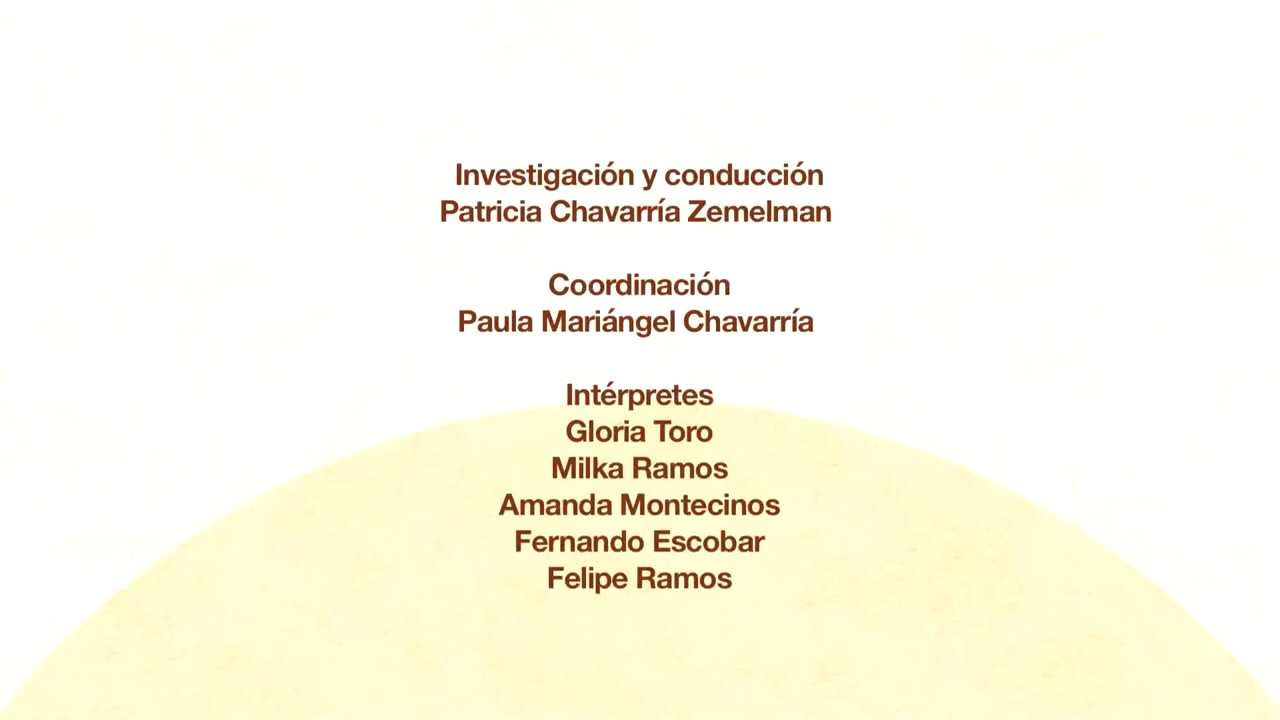 Investigación y conducción
Patricia Chavarría Zemelman
Coordinación
Paula Mariángel Chavarría
Intérpretes
Gloria Toro
Milka Ramos
Amanda Montecinos
Fernando Escobar
Felipe Ramos